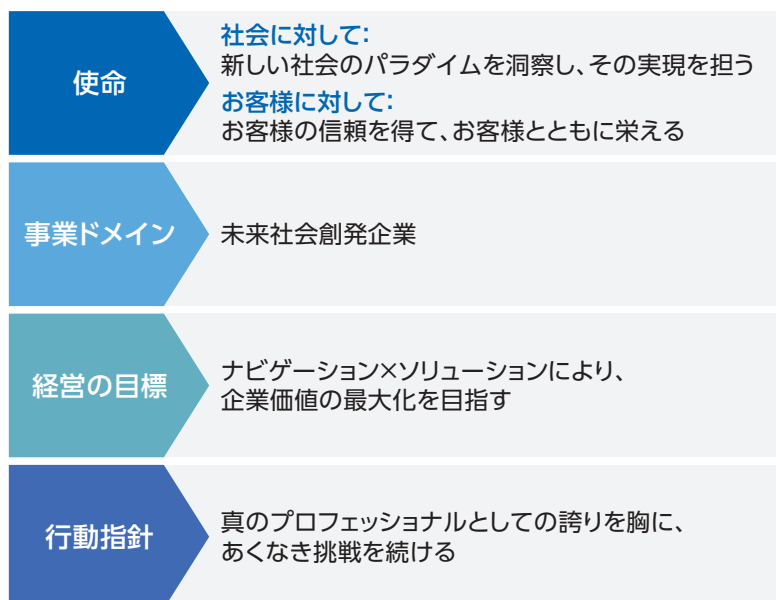 使命
社会に対して:
新しい社会のパラダイムを洞察し、その実現を担う
お客様に対して:
お客様の信頼を得て、お客様とともに栄える
事業ドメイン
未来社会創発企業
経営の目標
ナビゲーション×ソリューションにより、
企業価値の最大化を目指す
行動指針
真のプロフェッショナルとしての誇りを胸に、
あくなき挑戦を続ける